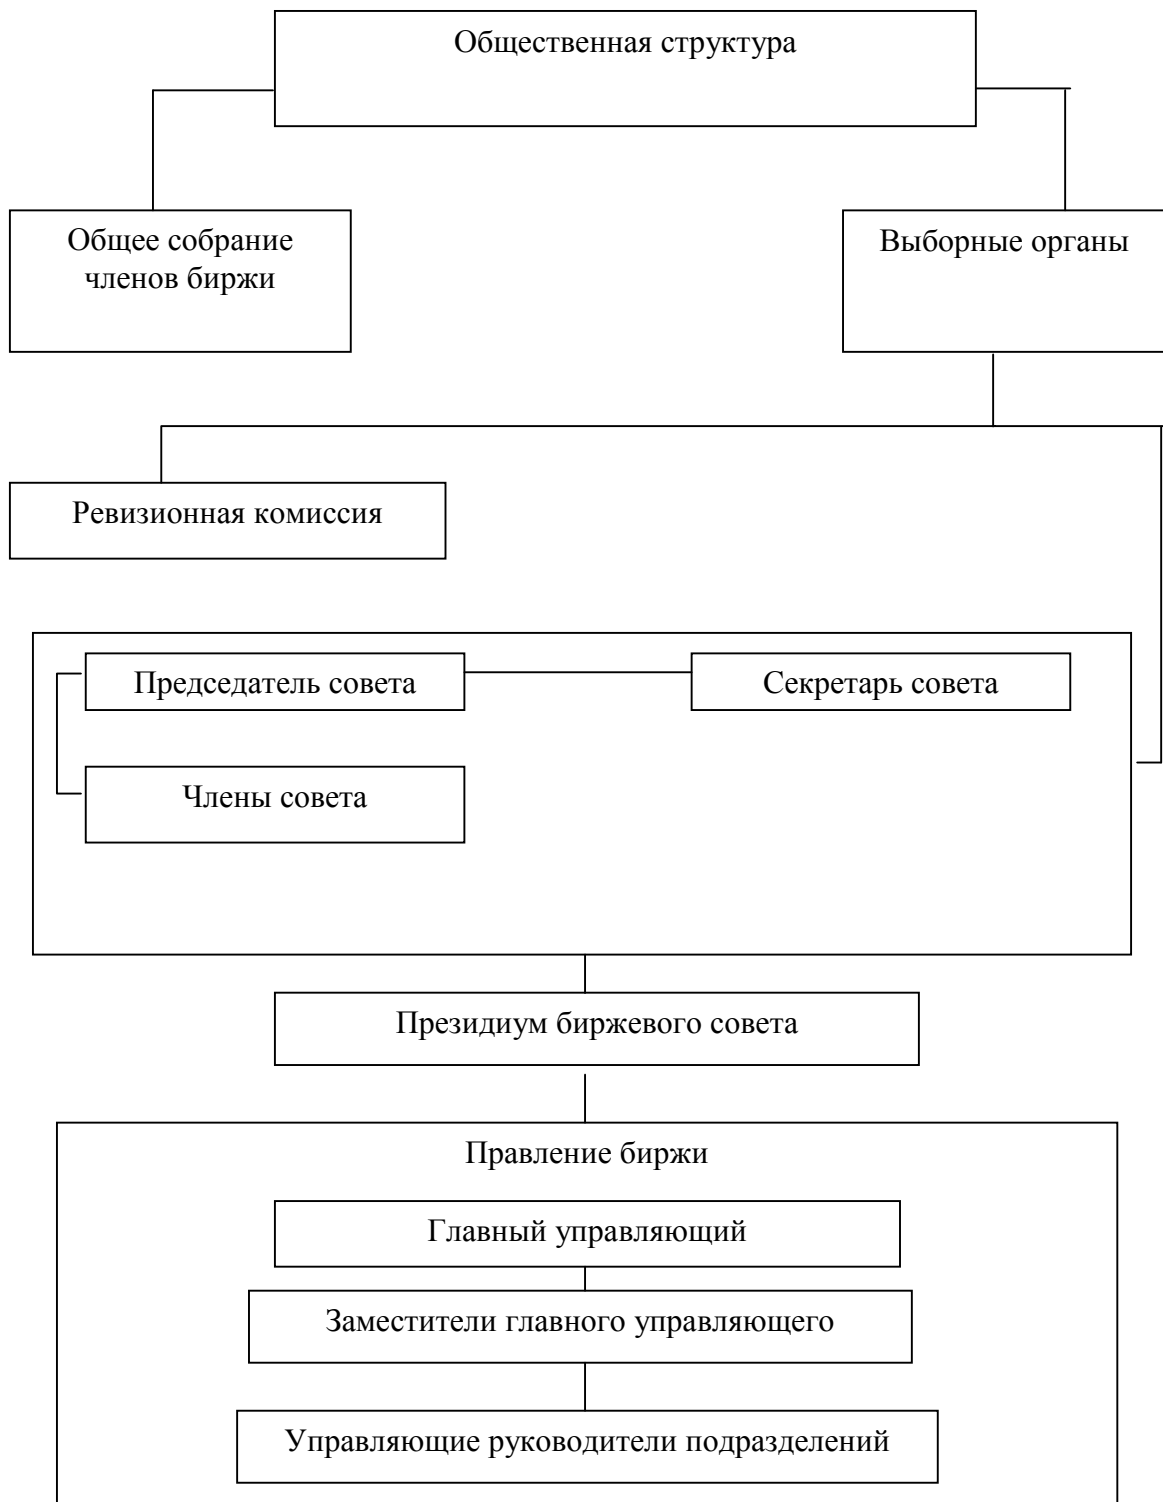 Общественная структура
Общее собрание
членов биржи
Выборные органы
Ревизионная комиссия
Председатель совета
Секретарь совета
Члены совета
Президиум биржевого совета
Правление биржи
Главный управляющий
Заместители главного управляющего
Управляющие руководители подразделений